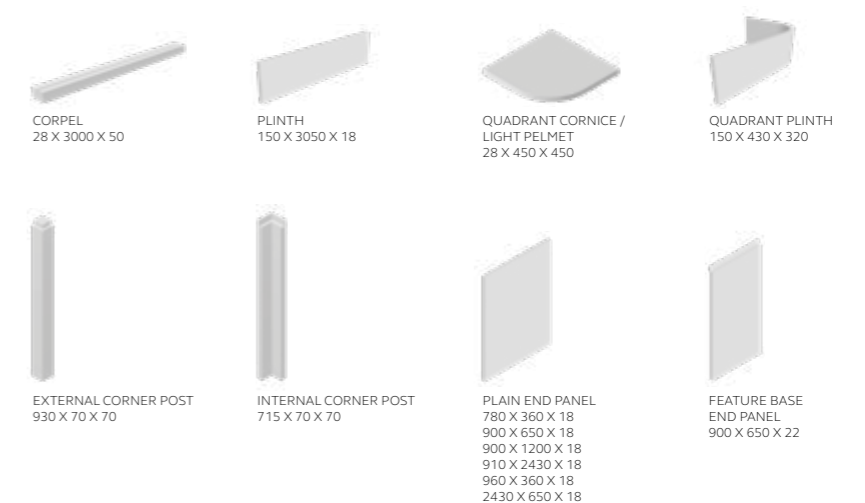 CORPEL
28 X 3000 X 50
PLINTH
150 X 3050 X 18
QUADRANT CORNICE /
LIGHT PELMET
28 X 450 X 450
QUADRANT PLINTH
150 X 430 X 320
EXTERNAL CORNER POST
930 X 70 X 70
INTERNAL CORNER POST
715 X 70 X 70
PLAIN END PANEL
780 X 360 X 18
900 X 650 X 18
900 X 1200 X 18
910 X 2430 X 18
960 X 360 X 18
2430 X 650 X 18
FEATURE BASE
END PANEL
900 X 650 X 22